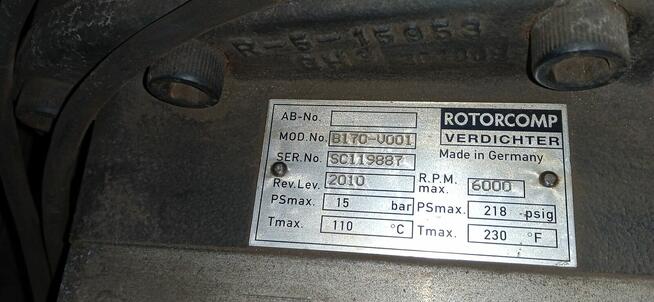 R-5-15953
AB-No.
ROTORCOMP
VERDICHTER
Made in Germany
MOD.No. B170-V001
SER.No. SC119887
Rev.Lev. 2010 R.P.M. max. 6000
PSmax. 15 bar PSmax. 218 psig
Tmax. 110 °C Tmax. 230 °F